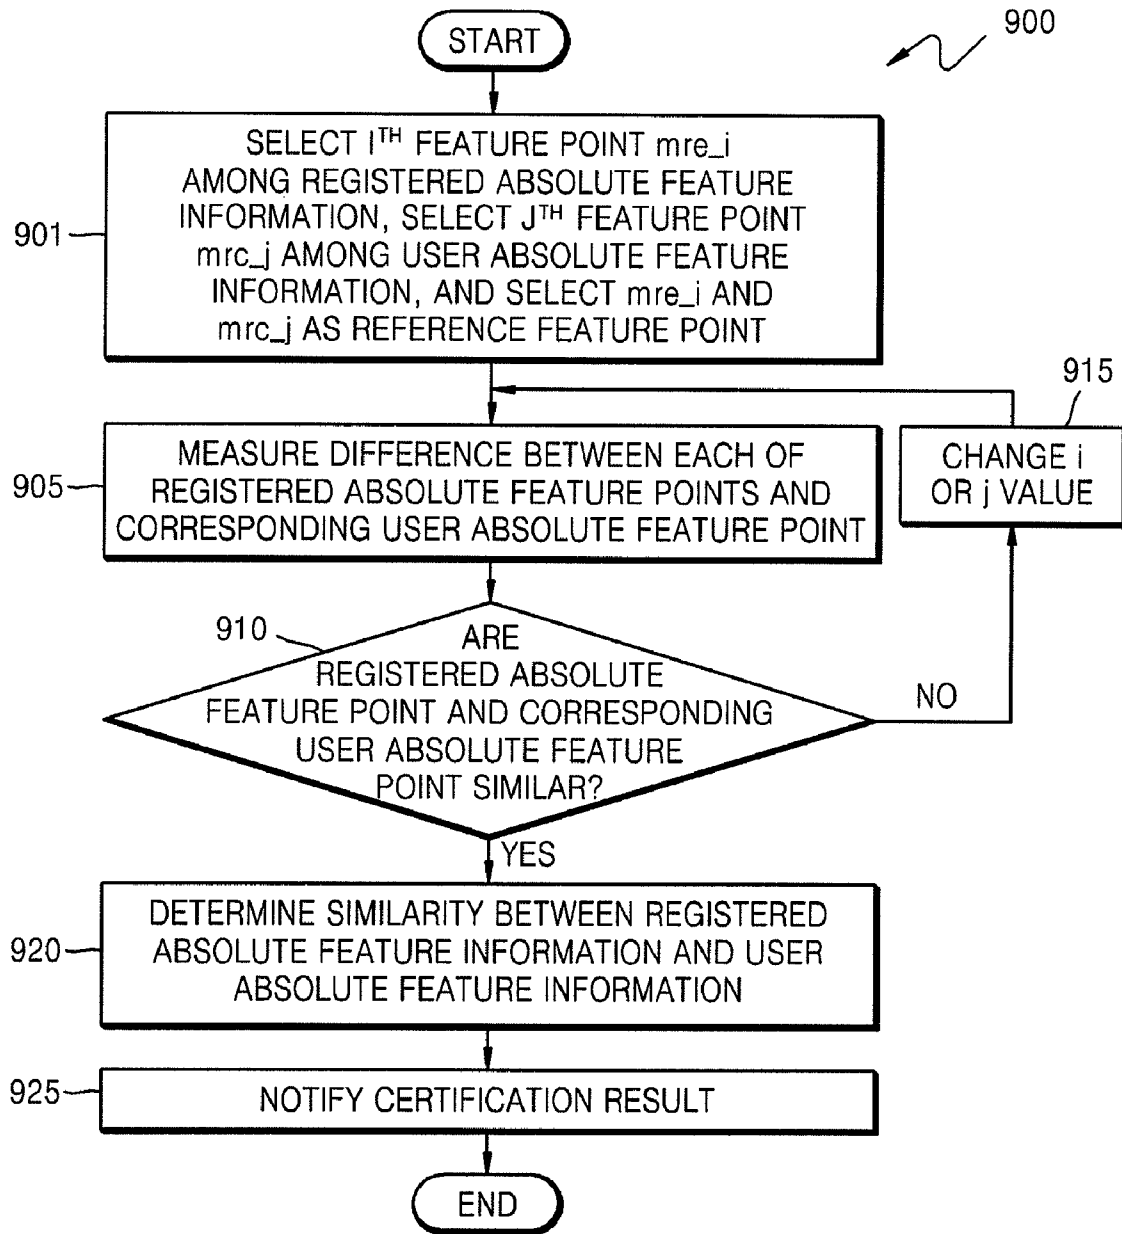 START
900
SELECT I^TH FEATURE POINT mre_i
AMONG REGISTERED ABSOLUTE FEATURE
INFORMATION, SELECT J^TH FEATURE POINT
mrc_j AMONG USER ABSOLUTE FEATURE
INFORMATION, AND SELECT mre_i AND
mrc_j AS REFERENCE FEATURE POINT
901
915
CHANGE i
OR j VALUE
MEASURE DIFFERENCE BETWEEN EACH OF
REGISTERED ABSOLUTE FEATURE POINTS AND
CORRESPONDING USER ABSOLUTE FEATURE POINT
905
910
ARE
REGISTERED ABSOLUTE
FEATURE POINT AND CORRESPONDING
USER ABSOLUTE FEATURE
POINT SIMILAR?
NO
YES
DETERMINE SIMILARITY BETWEEN REGISTERED
ABSOLUTE FEATURE INFORMATION AND USER
ABSOLUTE FEATURE INFORMATION
920
925
NOTIFY CERTIFICATION RESULT
END